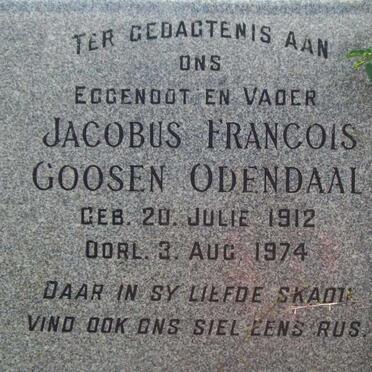 TER GEDAGTENIS AAN
ONS
EGGENOOT EN VADER
JACOBUS FRANCOIS
GOOSEN ODENDAAL
GEB. 20. JULIE 1912
OORL. 3. AUG. 1974
DAAR IN SY LIEFDE SKADU
VIND OOK ONS SIEL EENS RUS.